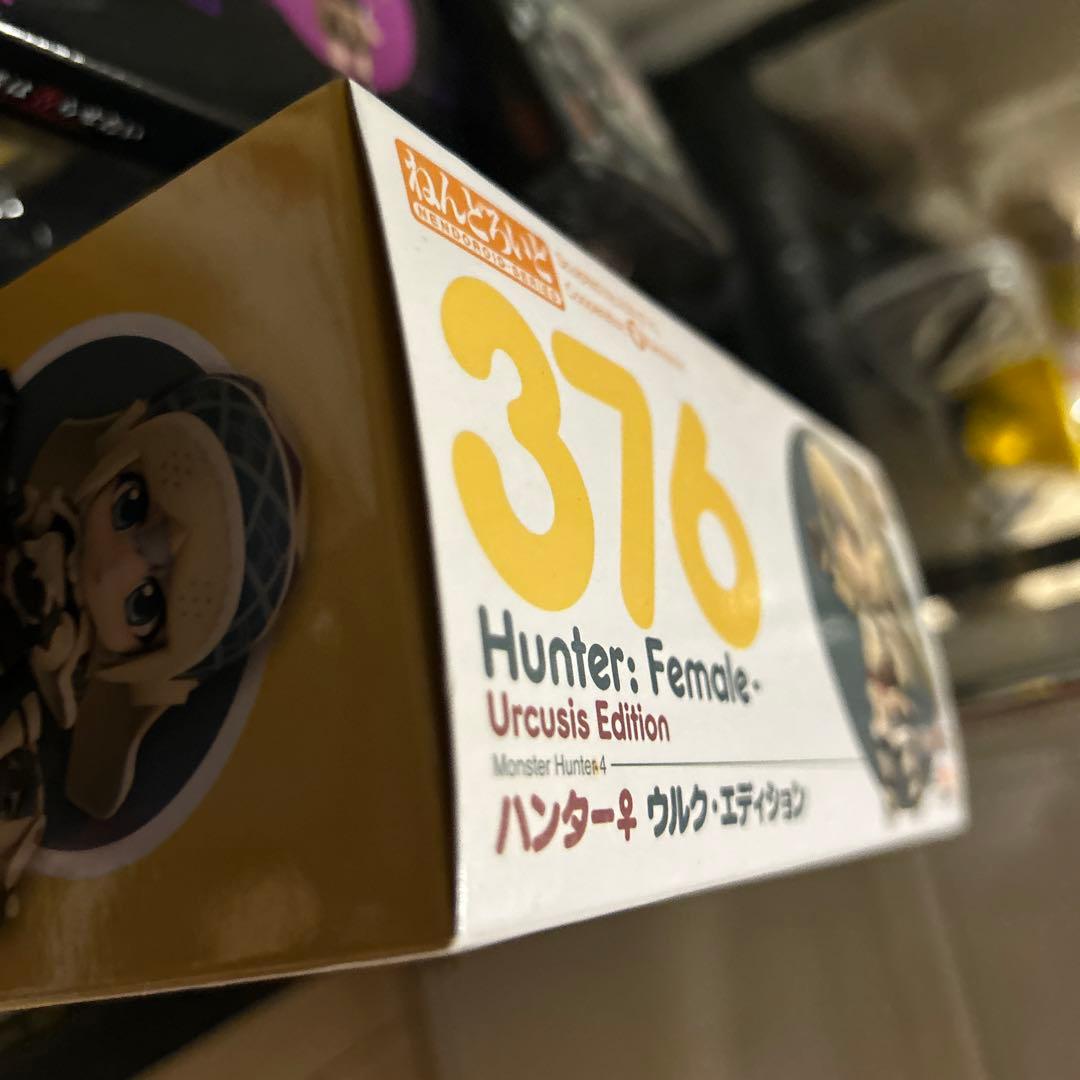 ねんどろいど
NENDOROID SERIES
376
Hunter: Female-
Urcusis Edition
Monster Hunter 4
ハンター♀ ウルク・エディション